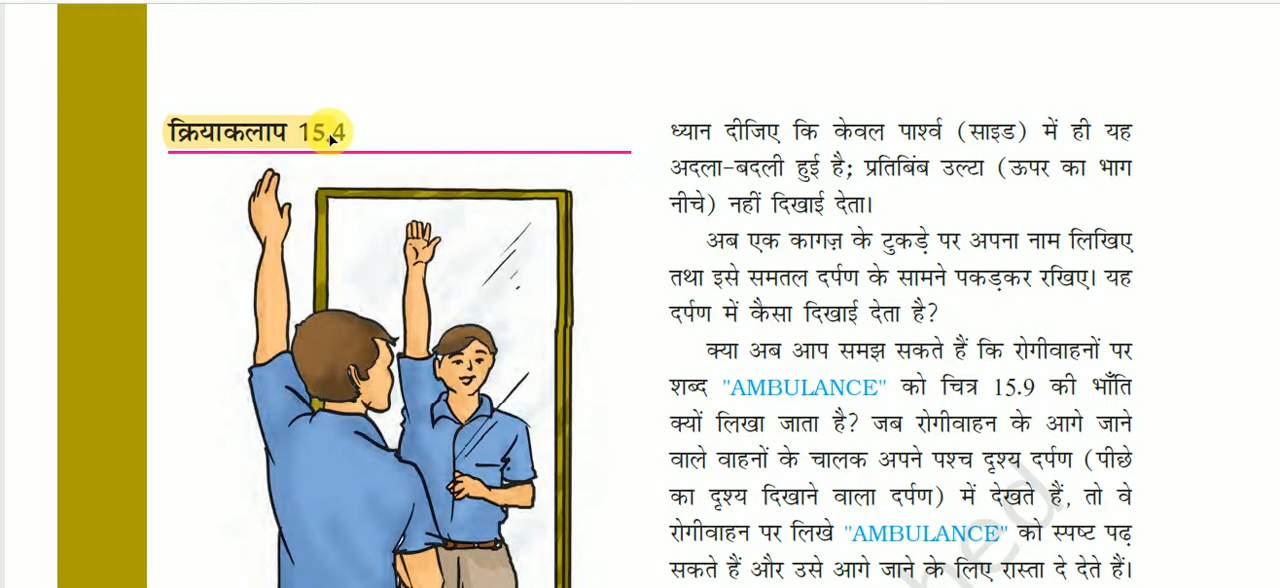 क्रियाकलाप 15.4
ध्यान दीजिए कि केवल पार्श्व (साइड) में ही यह
अदला-बदली हुई है; प्रतिबिंब उल्टा (ऊपर का भाग
नीचे) नहीं दिखाई देता।
अब एक कागज़ के टुकड़े पर अपना नाम लिखिए
तथा इसे समतल दर्पण के सामने पकड़कर रखिए। यह
दर्पण में कैसा दिखाई देता है?
क्या अब आप समझ सकते हैं कि रोगीवाहनों पर
शब्द "AMBULANCE" को चित्र 15.9 की भाँति
क्यों लिखा जाता है? जब रोगीवाहन के आगे जाने
वाले वाहनों के चालक अपने पश्च दृश्य दर्पण (पीछे
का दृश्य दिखाने वाला दर्पण) में देखते हैं, तो वे
रोगीवाहन पर लिखे "AMBULANCE" को स्पष्ट पढ़
सकते हैं और उसे आगे जाने के लिए रास्ता दे देते हैं।